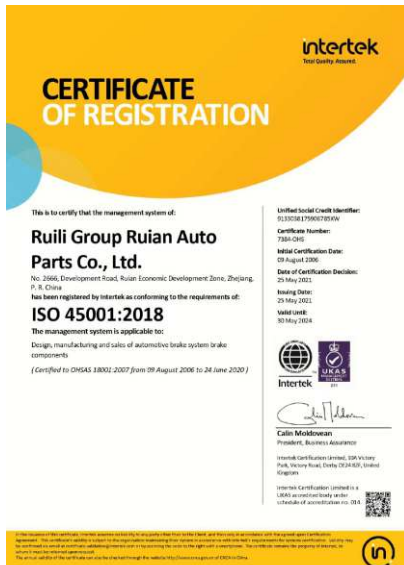 intertek
Total Quality. Assured.
CERTIFICATE
OF REGISTRATION
This is to certify that the management system of:
Ruili Group Ruian Auto
Parts Co., Ltd.
No. 2666, Development Road, Ruian Economic Development Zone, Zhejiang,
P. R. China
has been registered by Intertek as conforming to the requirements of:
ISO 45001:2018
The management system is applicable to:
Design, manufacturing and sales of automotive brake system brake
components
( Certified to OHSAS 18001:2007 from 09 August 2006 to 24 June 2020 )
Unified Social Credit Identifier:
Certificate Number:
7384-OHS
Initial Certification Date:
09 August 2006
Date of Certification Decision:
25 May 2021
Issuing Date:
25 May 2021
Valid Until:
30 May 2024
Intertek
UKAS
MANAGEMENT
SYSTEMS
014
Calin Moldovean
President, Business Assurance
Intertek Certification Limited, 10A Victory
Park, Victory Road, Derby DE24 8ZF, United
Kingdom
Intertek Certification Limited is a
UKAS accredited body under
schedule of accreditation no. 014.
in